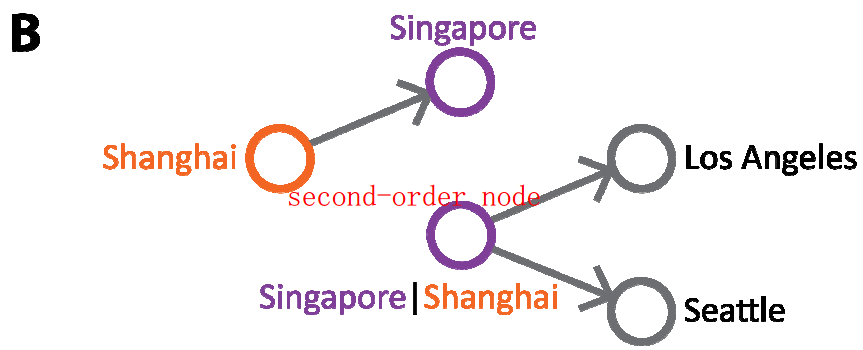 B
Singapore
Shanghai
Los Angeles
second-order node
Singapore|Shanghai
Seattle